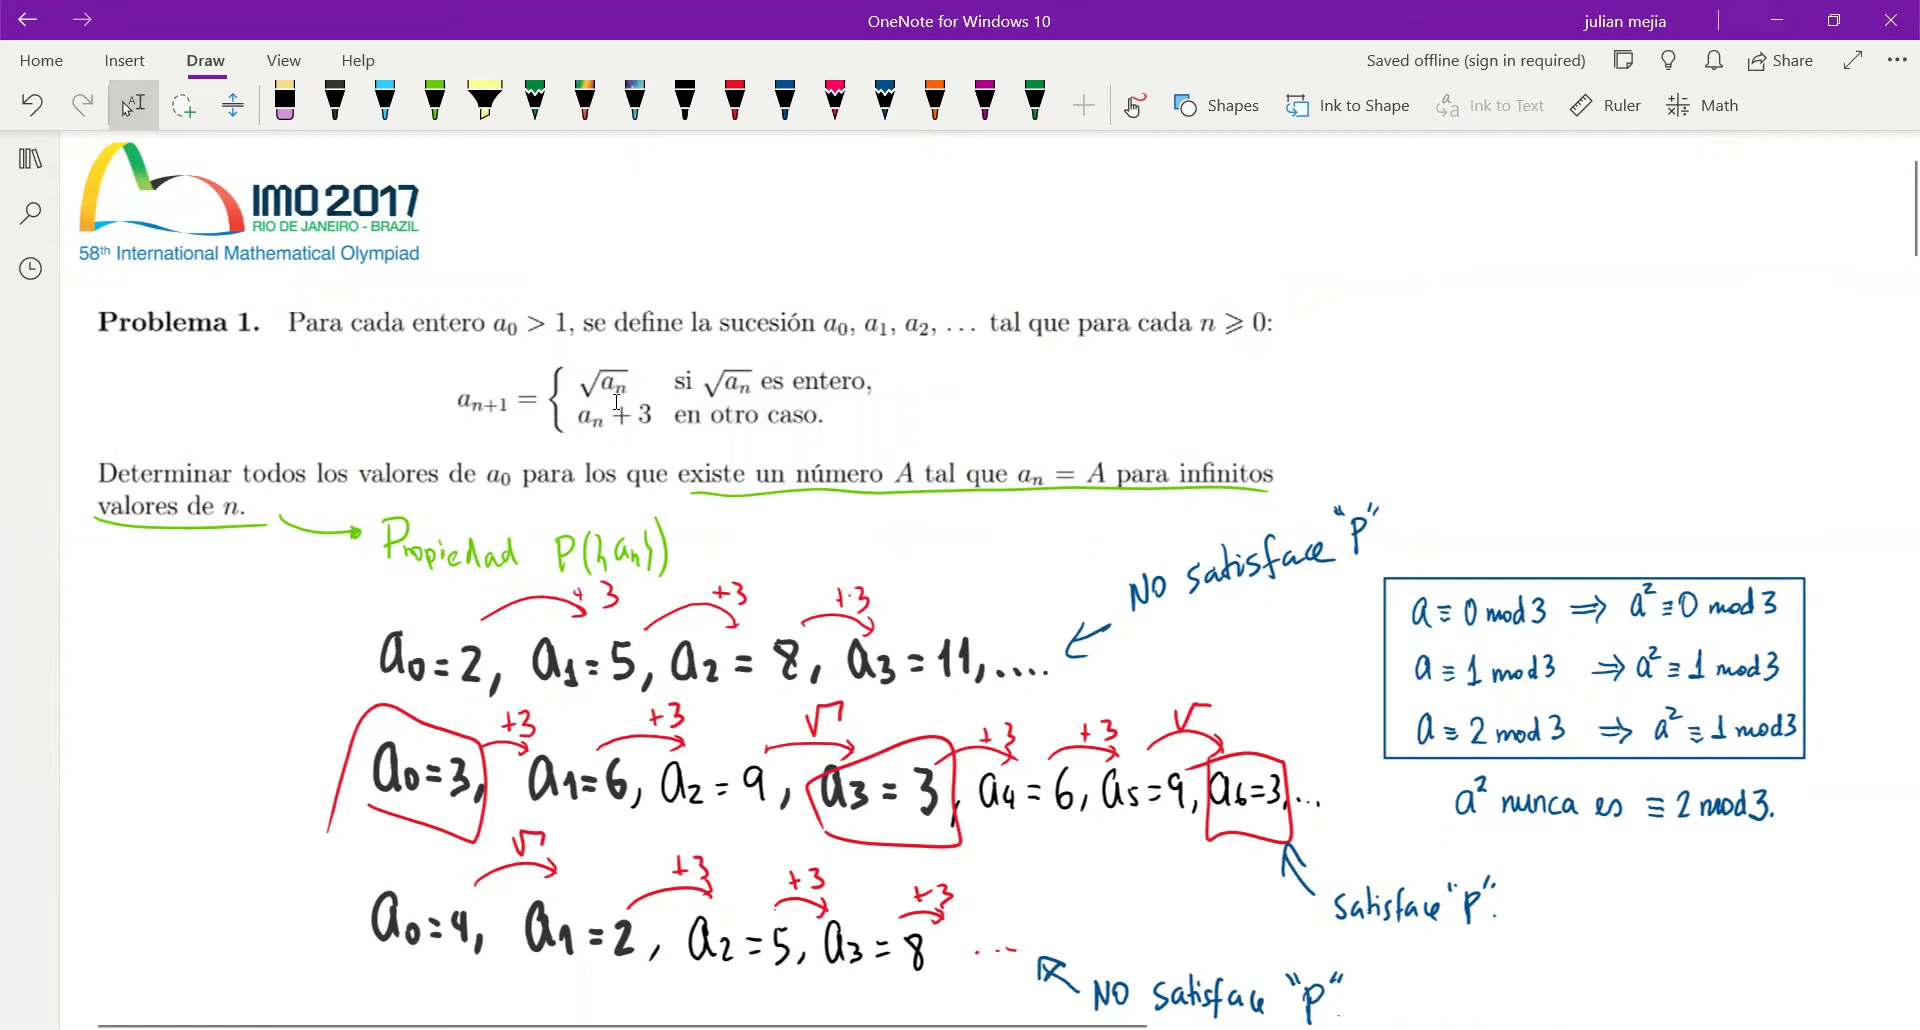 OneNote for Windows 10
julian mejia
Home Insert Draw View Help
Saved offline (sign in required) Share
Shapes Ink to Shape Ink to Text Ruler Math
IMO 2017
RIO DE JANEIRO - BRAZIL
58th International Mathematical Olympiad
Problema 1. Para cada entero a₀ > 1, se define la sucesión a₀, a₁, a₂, … tal que para cada n ⩾ 0:
aₙ₊₁ = { √aₙ si √aₙ es entero,
aₙ + 3 en otro caso.
Determinar todos los valores de a₀ para los que existe un número A tal que aₙ = A para infinitos
valores de n.
Propiedad P({an})
+3 +3 +3
a₀=2, a₁=5, a₂=8, a₃=11,....
NO satisface "P"
+3 +3 √ +3 +3 √
a₀=3, a₁=6, a₂=9, a₃=3, a₄=6, a₅=9, a₆=3,...
satisface "P".
√ +3 +3 +3
a₀=4, a₁=2, a₂=5, a₃=8 ...
NO satisface "P".
a≡0 mod 3 ⇒ a²≡0 mod 3
a≡1 mod 3 ⇒ a²≡1 mod 3
a≡2 mod 3 ⇒ a²≡1 mod 3
a² nunca es ≡2 mod 3.